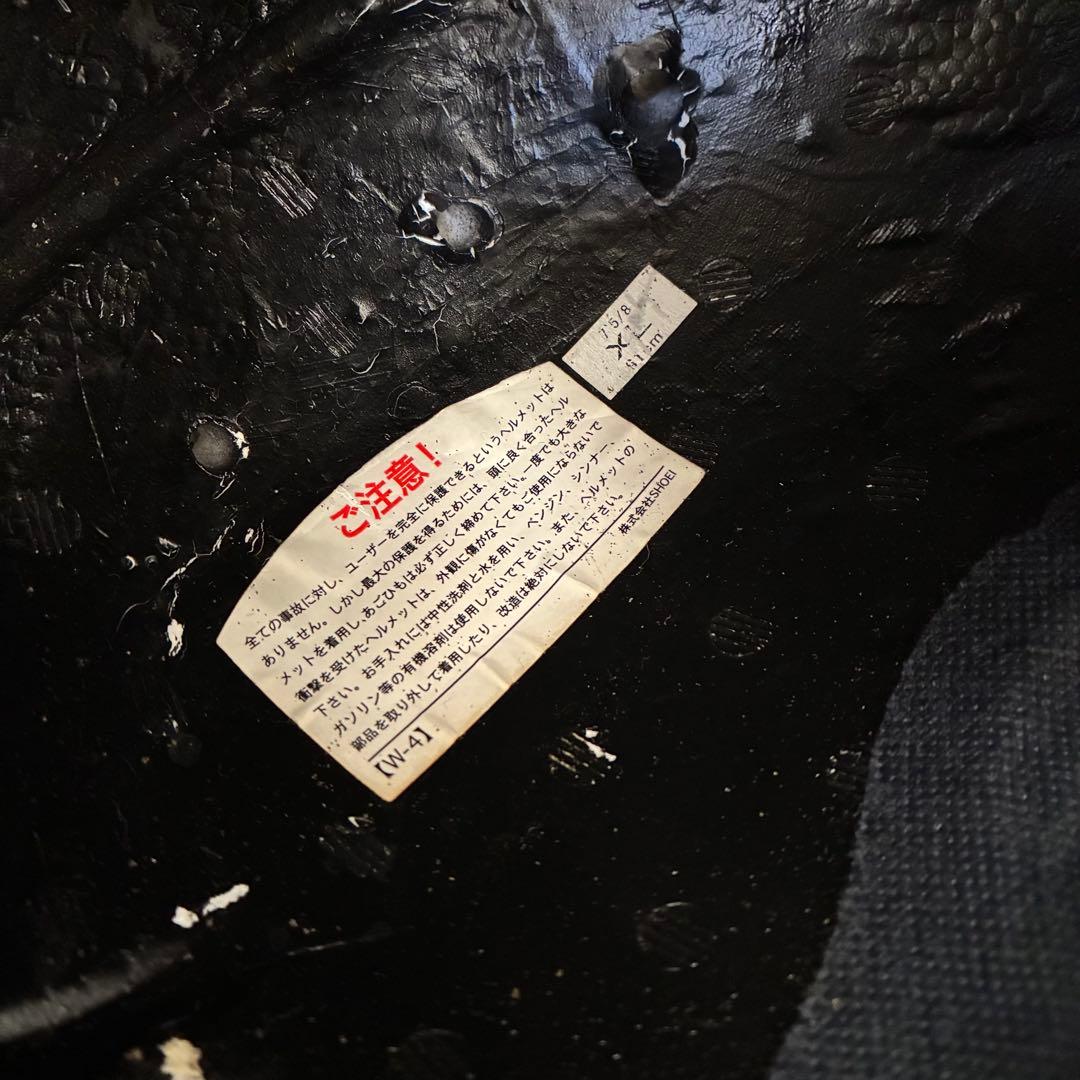 7 5/8
XL
61cm
ご注意!
全ての事故に対し、ユーザーを完全に保護できるというヘルメットは
ありません。しかし最大の保護を得るためには、頭に良く合ったヘル
メットを着用し、あごひもは必ず正しく締めて下さい。一度でも大きな
衝撃を受けたヘルメットは、外観に傷がなくてもご使用にならないで
下さい。お手入れには中性洗剤と水を用い、ベンジン、シンナー、
ガソリン等の有機溶剤は使用しないで下さい。また、ヘルメットの
部品を取り外して着用したり、改造は絶対にしないで下さい。
【W-4】
株式会社SHOEI